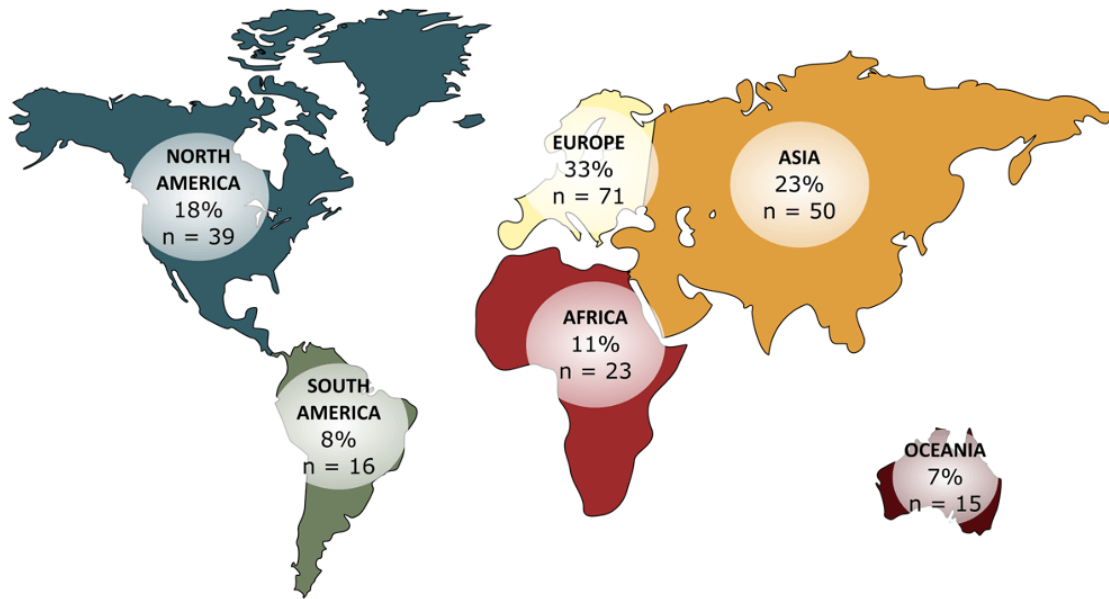 NORTH
AMERICA
18%
n = 39
EUROPE
33%
n = 71
ASIA
23%
n = 50
AFRICA
11%
n = 23
SOUTH
AMERICA
8%
n = 16
OCEANIA
7%
n = 15